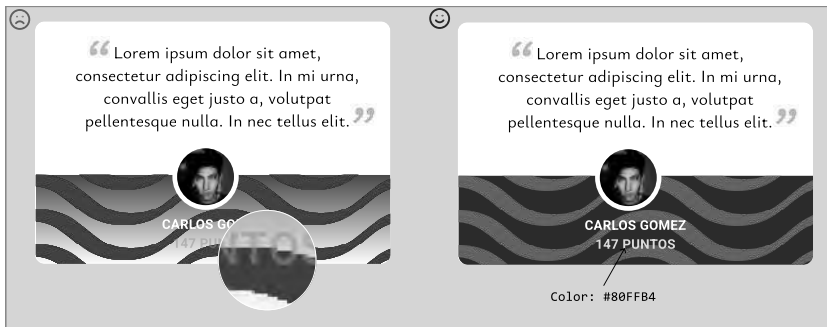 “ Lorem ipsum dolor sit amet,
consectetur adipiscing elit. In mi urna,
convallis eget justo a, volutpat
pellentesque nulla. In nec tellus elit. ”
CARLOS GO
147 PU
NTOS
“ Lorem ipsum dolor sit amet,
consectetur adipiscing elit. In mi urna,
convallis eget justo a, volutpat
pellentesque nulla. In nec tellus elit. ”
CARLOS GOMEZ
147 PUNTOS
Color: #80FFB4